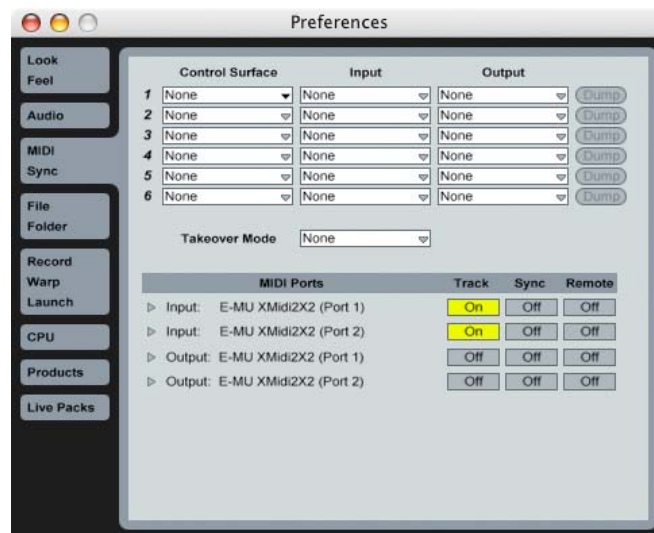 Preferences
Look
Feel
Audio
MIDI
Sync
File
Folder
Record
Warp
Launch
CPU
Products
Live Packs
Control Surface Input Output
1 None None None Dump
2 None None None Dump
3 None None None Dump
4 None None None Dump
5 None None None Dump
6 None None None Dump
Takeover Mode None
MIDI Ports Track Sync Remote
Input: E-MU XMidi2X2 (Port 1) On Off Off
Input: E-MU XMidi2X2 (Port 2) On Off Off
Output: E-MU XMidi2X2 (Port 1) Off Off Off
Output: E-MU XMidi2X2 (Port 2) Off Off Off